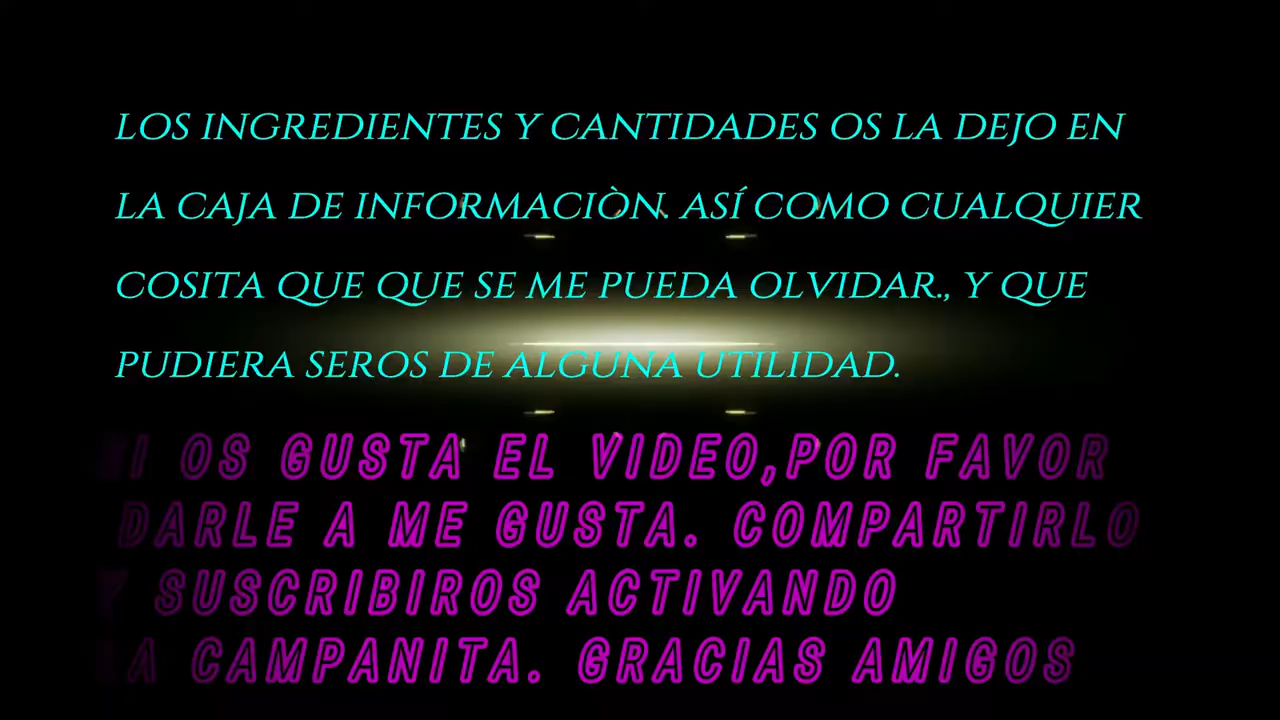 LOS INGREDIENTES Y CANTIDADES OS LA DEJO EN
LA CAJA DE INFORMACIÒN. ASÍ COMO CUALQUIER
COSITA QUE QUE SE ME PUEDA OLVIDAR., Y QUE
PUDIERA SEROS DE ALGUNA UTILIDAD.
OS GUSTA EL VIDEO,POR FAVOR
DARLE A ME GUSTA. COMPARTIRLO
Y SUSCRIBIROS ACTIVANDO
CAMPANITA. GRACIAS AMIGOS